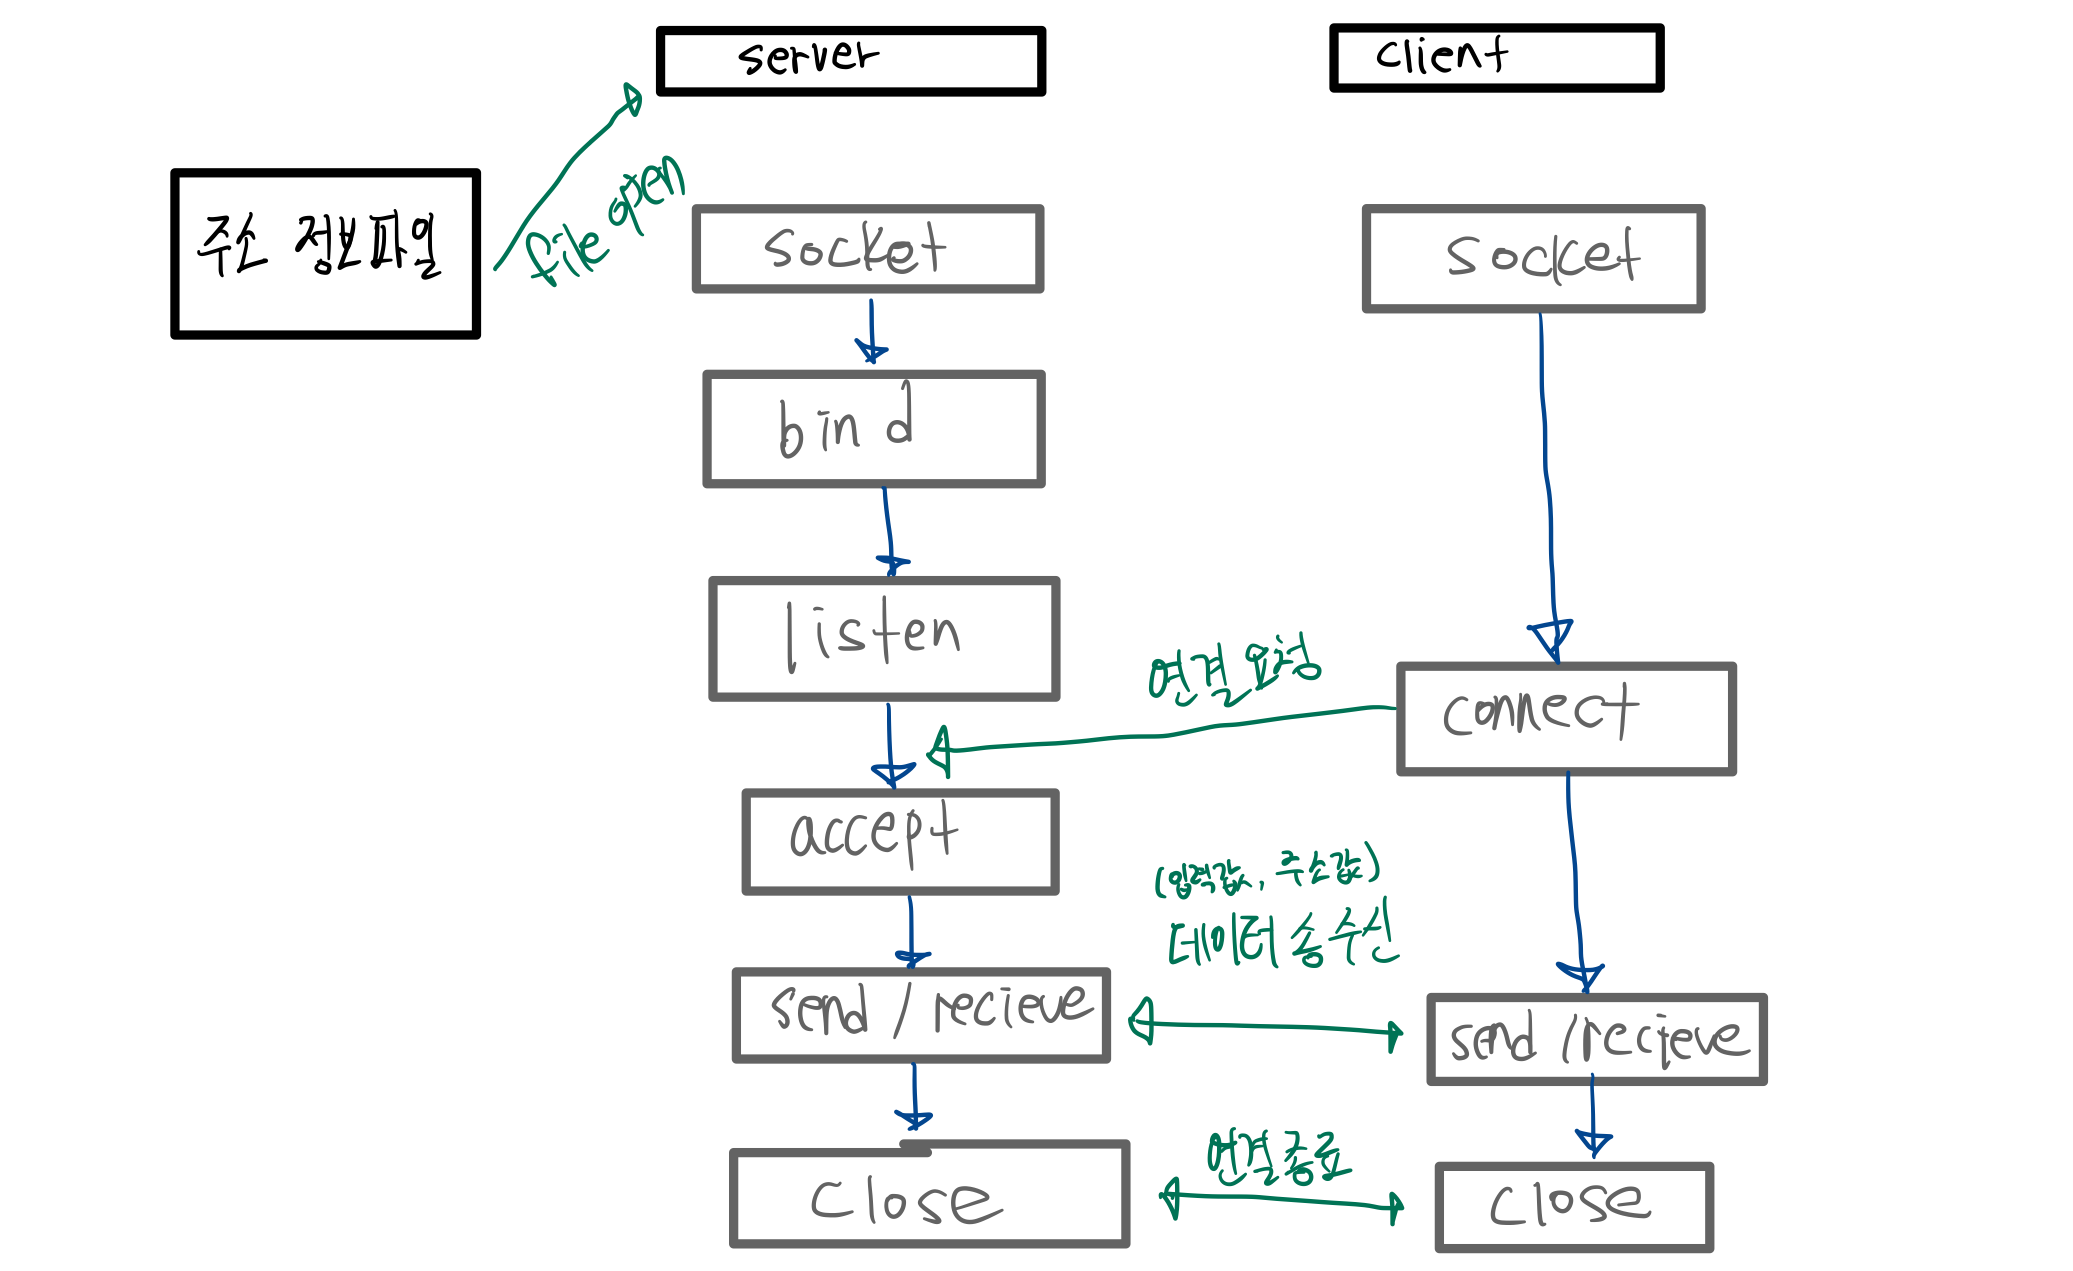 server
client
주소 정보파일
file open
socket
socket
bind
listen
연결 요청
connect
accept
(입력값, 주소값)
데이터 송수신
send / recieve
send / recieve
연결 종료
close
close